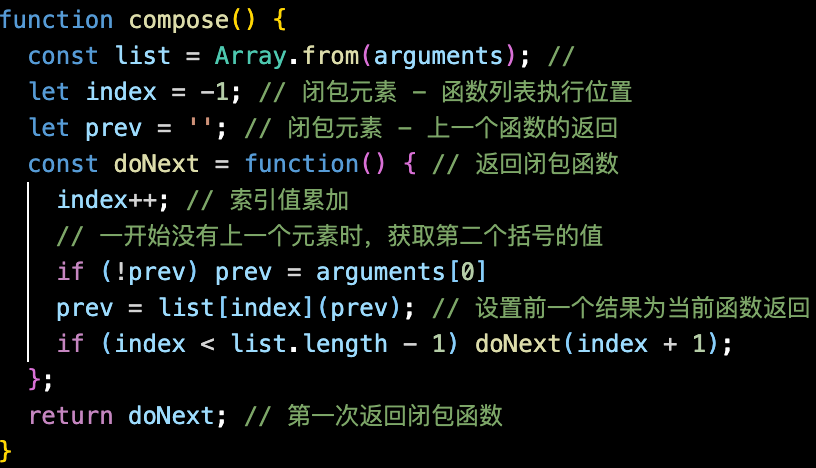 function compose() {
  const list = Array.from(arguments); //
  let index = -1; // 闭包元素 - 函数列表执行位置
  let prev = ''; // 闭包元素 - 上一个函数的返回
  const doNext = function() { // 返回闭包函数
    index++; // 索引值累加
    // 一开始没有上一个元素时，获取第二个括号的值
    if (!prev) prev = arguments[0]
    prev = list[index](prev); // 设置前一个结果为当前函数返回
    if (index < list.length - 1) doNext(index + 1);
  };
  return doNext; // 第一次返回闭包函数
}